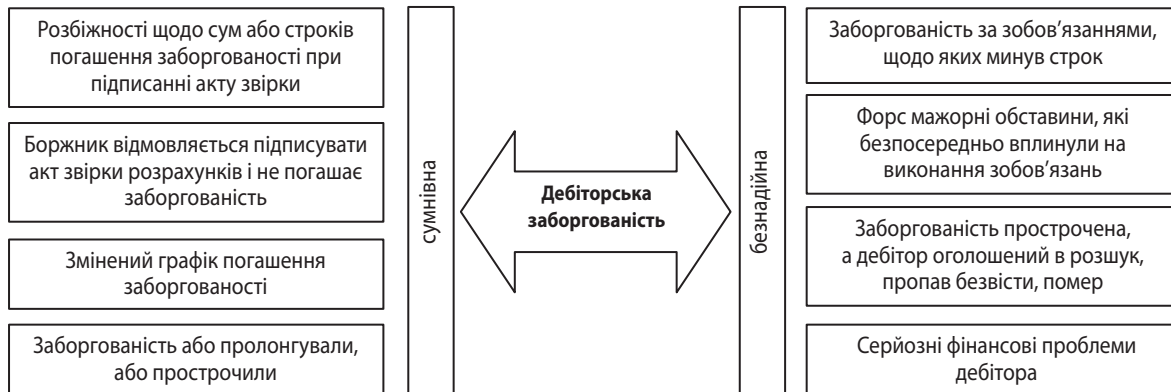 Розбіжності щодо сум або строків
погашення заборгованості при
підписанні акту звірки
Боржник відмовляється підписувати
акт звірки розрахунків і не погашає
заборгованість
Змінений графік погашення
заборгованості
Заборгованість або пролонгували,
або прострочили
сумнівна
Дебіторська
заборгованість
безнадійна
Заборгованість за зобов'язаннями,
щодо яких минув строк
Форс мажорні обставини, які
безпосередньо вплинули на
виконання зобов'язань
Заборгованість прострочена,
а дебітор оголошений в розшук,
пропав безвісти, помер
Серйозні фінансові проблеми
дебітора